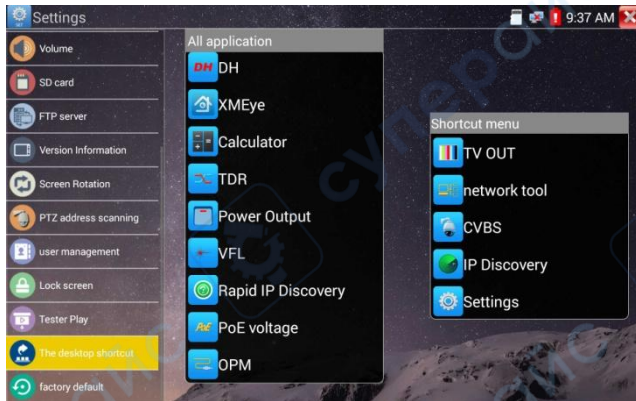 Settings
9:37 AM
Volume
SD card
FTP server
Version Information
Screen Rotation
PTZ address scanning
user management
Lock screen
Tester Play
The desktop shortcut
factory default
All application
DH DH
XMEye
Calculator
TDR
Power Output
VFL
Rapid IP Discovery
PoE PoE voltage
OPM
Shortcut menu
TV OUT
network tool
CVBS
IP Discovery
Settings